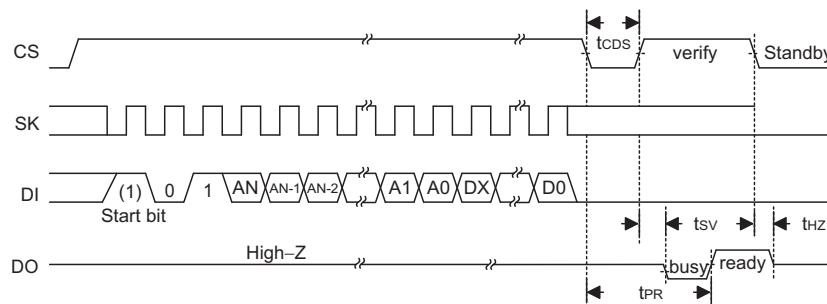 CS tCDS verify Standby
SK
DI (1) 0 1 AN AN-1 AN-2 A1 A0 DX D0
Start bit
tSV tHZ
DO High–Z busy ready
tPR